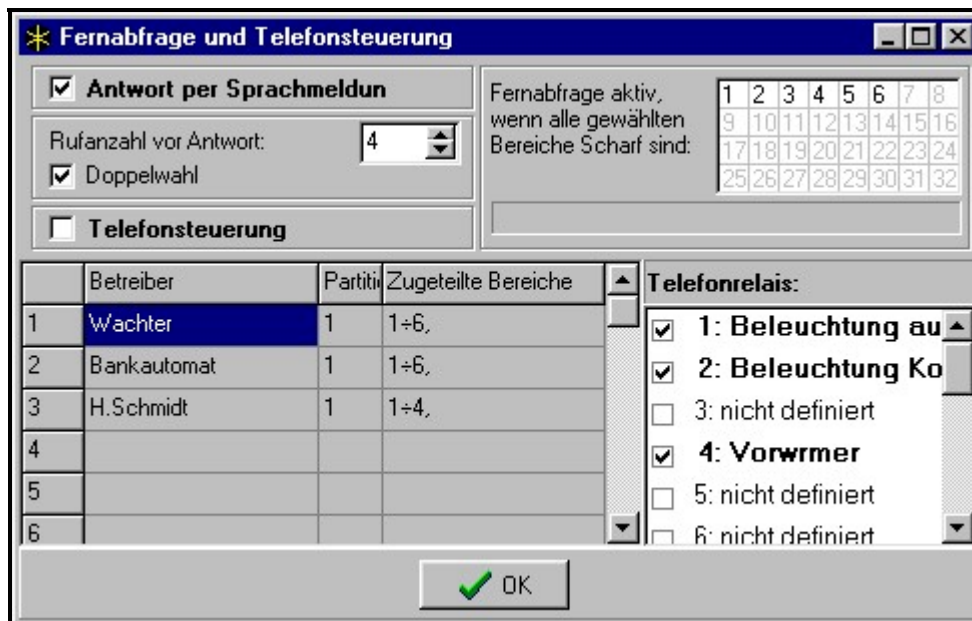 Fernabfrage und Telefonsteuerung
Antwort per Sprachmeldun
Rufanzahl vor Antwort: 4
Doppelwahl
Telefonsteuerung
Fernabfrage aktiv,
wenn alle gewählten
Bereiche Scharf sind:
1 2 3 4 5 6 7 8
9 10 11 12 13 14 15 16
17 18 19 20 21 22 23 24
25 26 27 28 29 30 31 32
Betreiber Partiti Zugeteilte Bereiche
1 Wachter 1 1÷6,
2 Bankautomat 1 1÷6,
3 H.Schmidt 1 1÷4,
4
5
6
Telefonrelais:
1: Beleuchtung au
2: Beleuchtung Ko
3: nicht definiert
4: Vorwrmer
5: nicht definiert
6: nicht definiert
OK